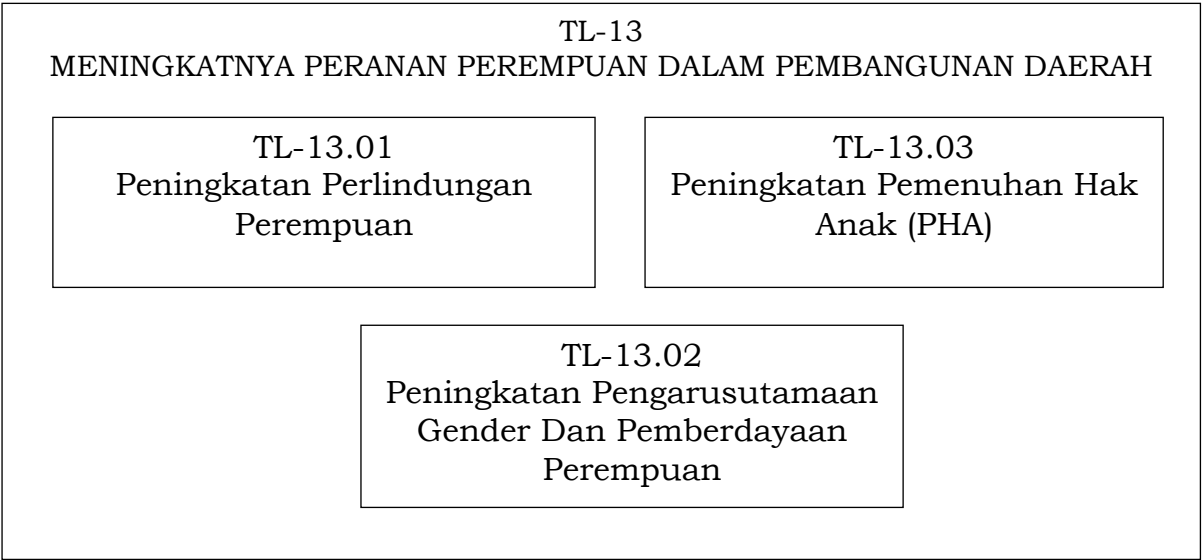 TL-13
MENINGKATNYA PERANAN PEREMPUAN DALAM PEMBANGUNAN DAERAH
TL-13.01
Peningkatan Perlindungan
Perempuan
TL-13.03
Peningkatan Pemenuhan Hak
Anak (PHA)
TL-13.02
Peningkatan Pengarusutamaan
Gender Dan Pemberdayaan
Perempuan